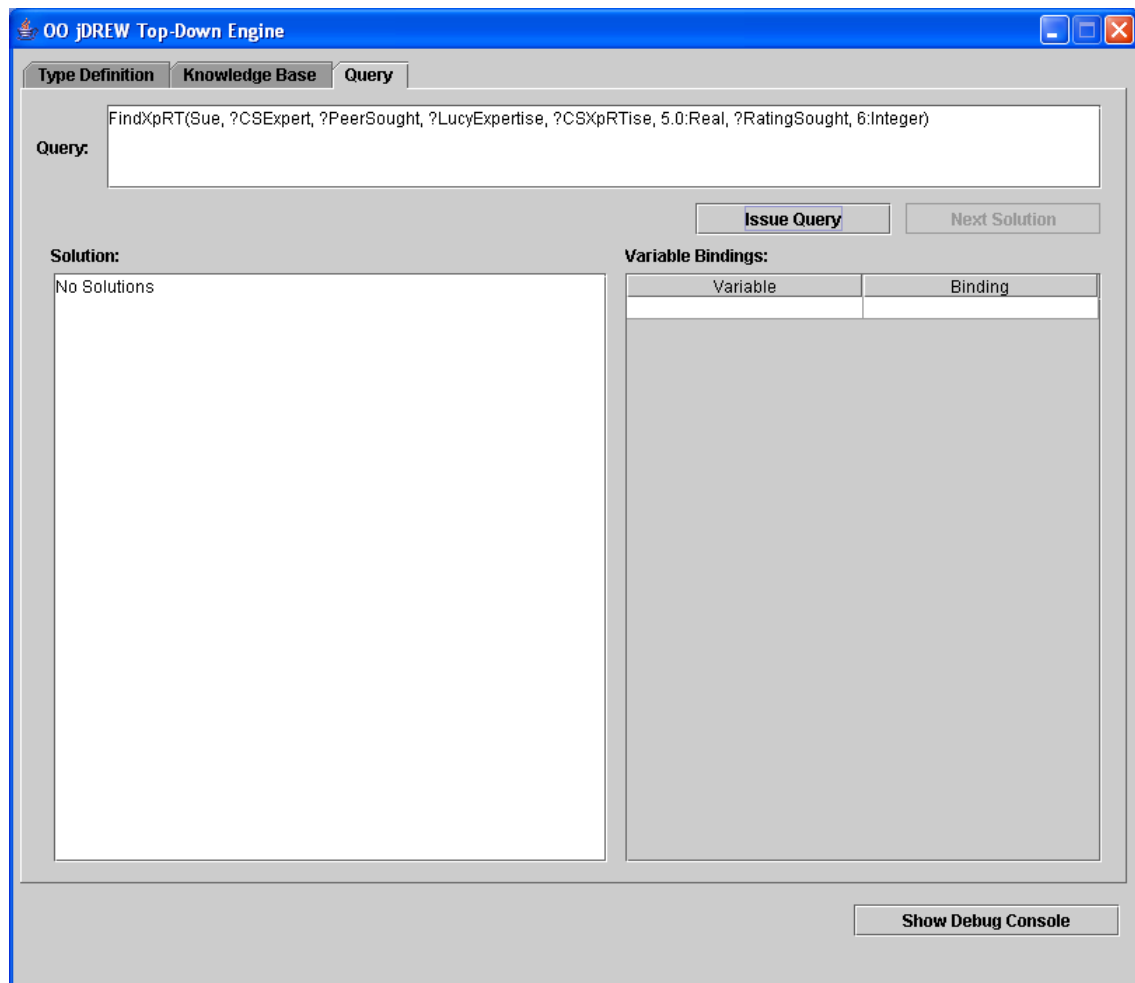 OO jDREW Top-Down Engine
Type Definition Knowledge Base Query
FindXpRT(Sue, ?CSExpert, ?PeerSought, ?LucyExpertise, ?CSXpRTise, 5.0:Real, ?RatingSought, 6:Integer)
Query:
Issue Query Next Solution
Solution: Variable Bindings:
No Solutions Variable Binding
Show Debug Console